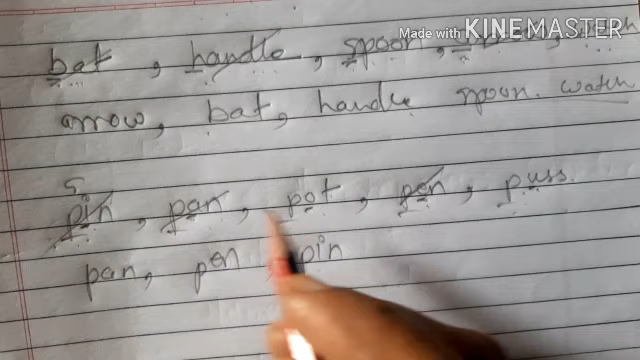 Made with KINEMASTER
bat, handle, spoon,
arrow, bat, handle spoon. watch
5
pin, pan, pot, pen, puss.
pan, pen pin